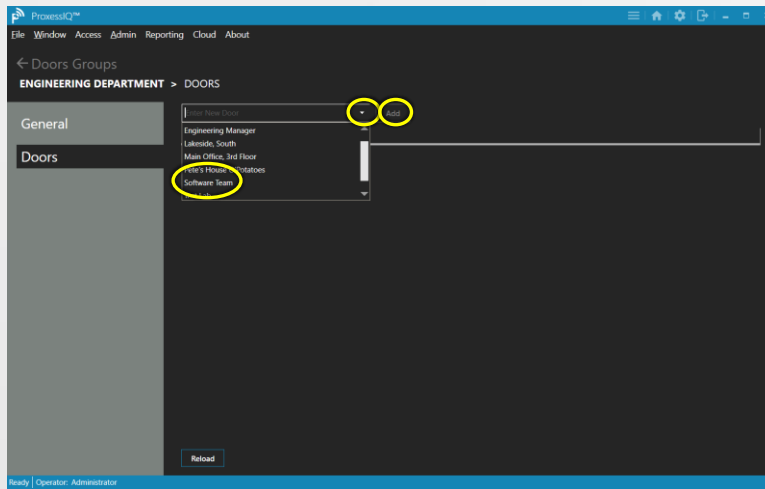 ProxessIQ™
File Window Access Admin Reporting Cloud About
Doors Groups
ENGINEERING DEPARTMENT > DOORS
General
Doors
Enter New Door
Add
Engineering Manager
Lakeside, South
Main Office, 3rd Floor
Pete's House Potatoes
Software Team
Lab
Reload
Ready Operator: Administrator